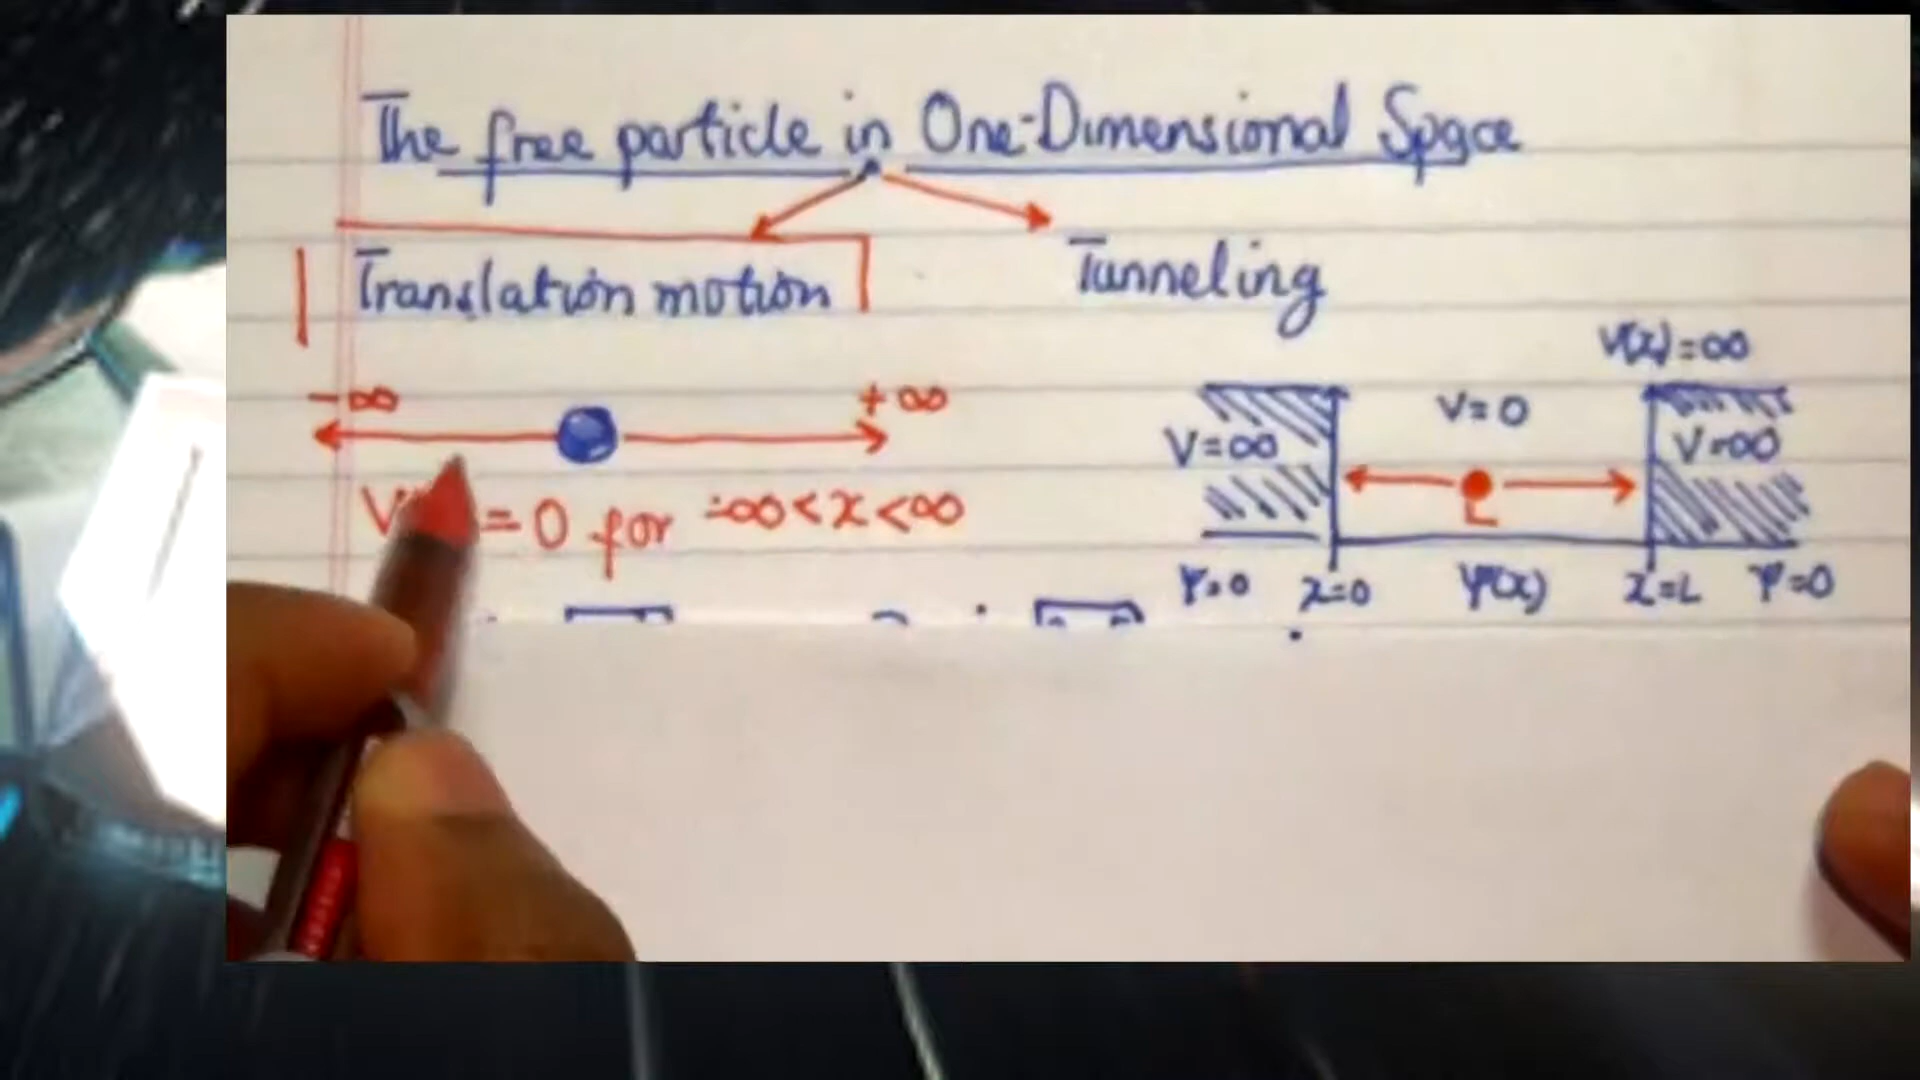 The free particle in One-Dimensional Space
Translation motion
Tunneling
-∞ +∞
= 0 for -∞ < x < ∞
V(x)=∞
V=∞
V=0
V=∞
L
Ψ=0 x=0 Ψ(x) x=L Ψ=0